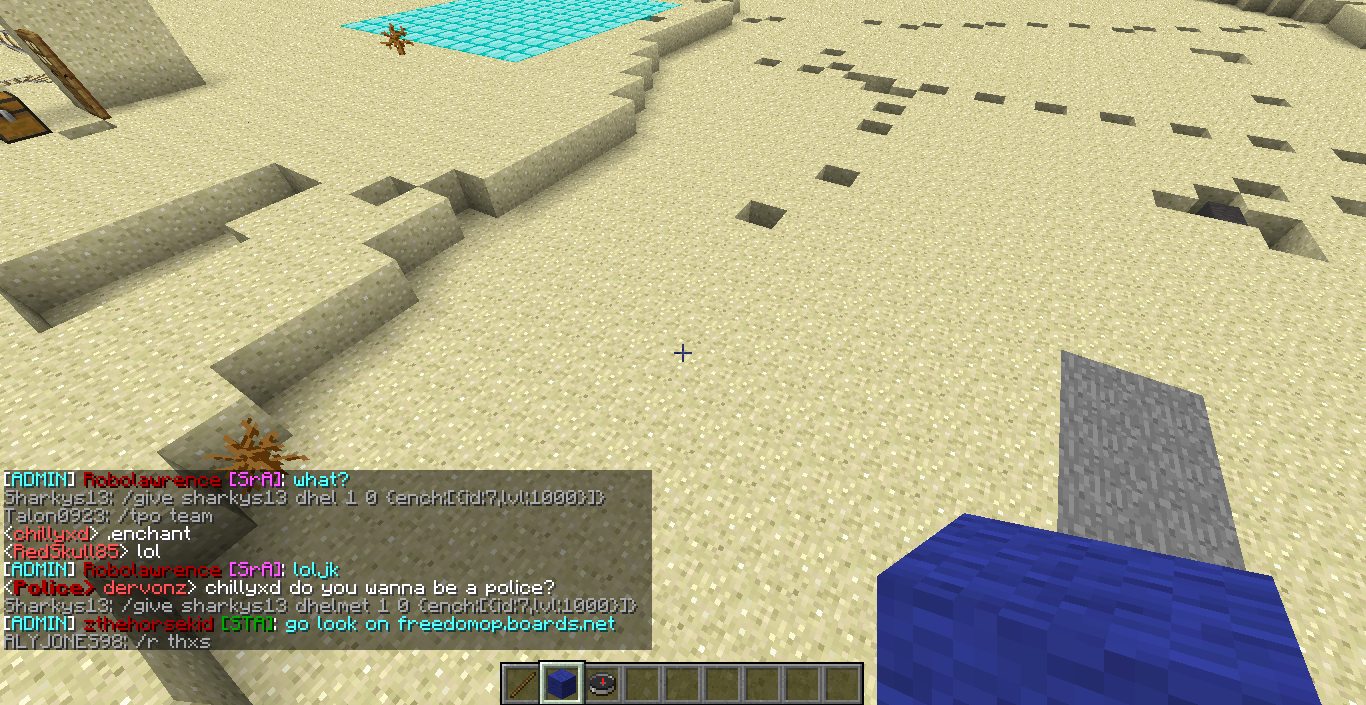 [ADMIN] Robolawrence [SrA]: what?
Sharkys13: /give sharkys13 dhel 1 0 {ench:[{id:7,lvl:1000}]}
Talon0923: /tpo team
<chillyxd> .enchant
<RedSkull85> lol
[ADMIN] Robolawrence [SrA]: lol.jk
<Police> dervonz> chillyxd do you wanna be a police?
Sharkys13: /give sharkys13 dhelmet 1 0 {ench:[{id:7,lvl:1000}]}
[ADMIN] zthehorsekid [STA]: go look on freedomop.boards.net
ALYJONES98: /r thxs